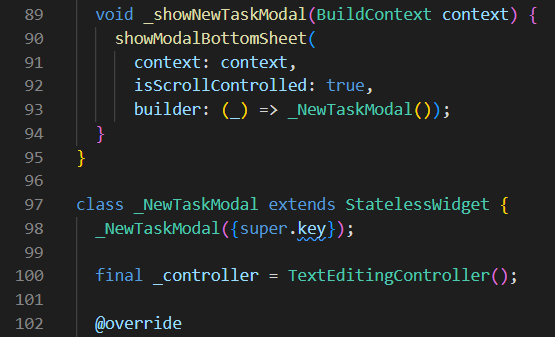 89 void _showNewTaskModal(BuildContext context) {
90 showModalBottomSheet(
91 context: context,
92 isScrollControlled: true,
93 builder: (_) => _NewTaskModal());
94 }
95 }
96
97 class _NewTaskModal extends StatelessWidget {
98 _NewTaskModal({super.key});
99
100 final _controller = TextEditingController();
101
102 @override